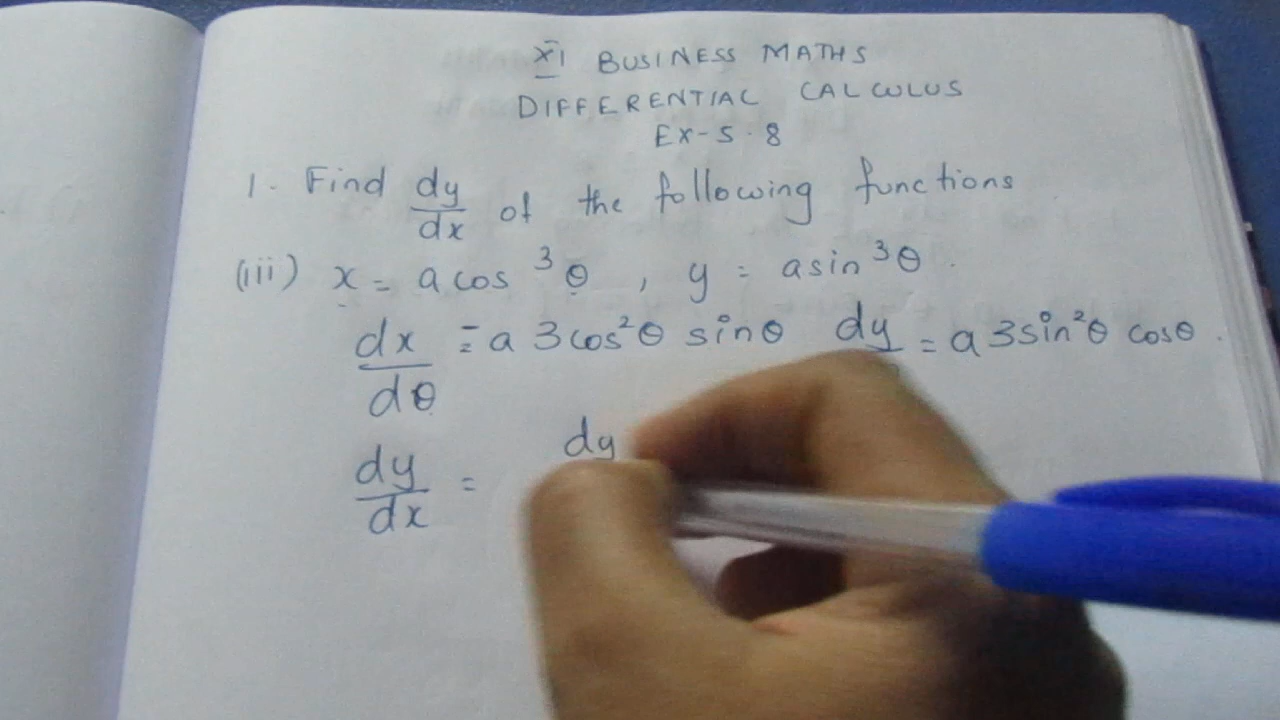 XI BUSINESS MATHS
DIFFERENTIAL CALCULUS
EX-5.8
1. Find dy/dx of the following functions
(iii) x = a cos³θ , y = a sin³θ .
dx/dθ = -a 3cos²θ sinθ dy = a 3sin²θ cosθ .
dy/dx = dy